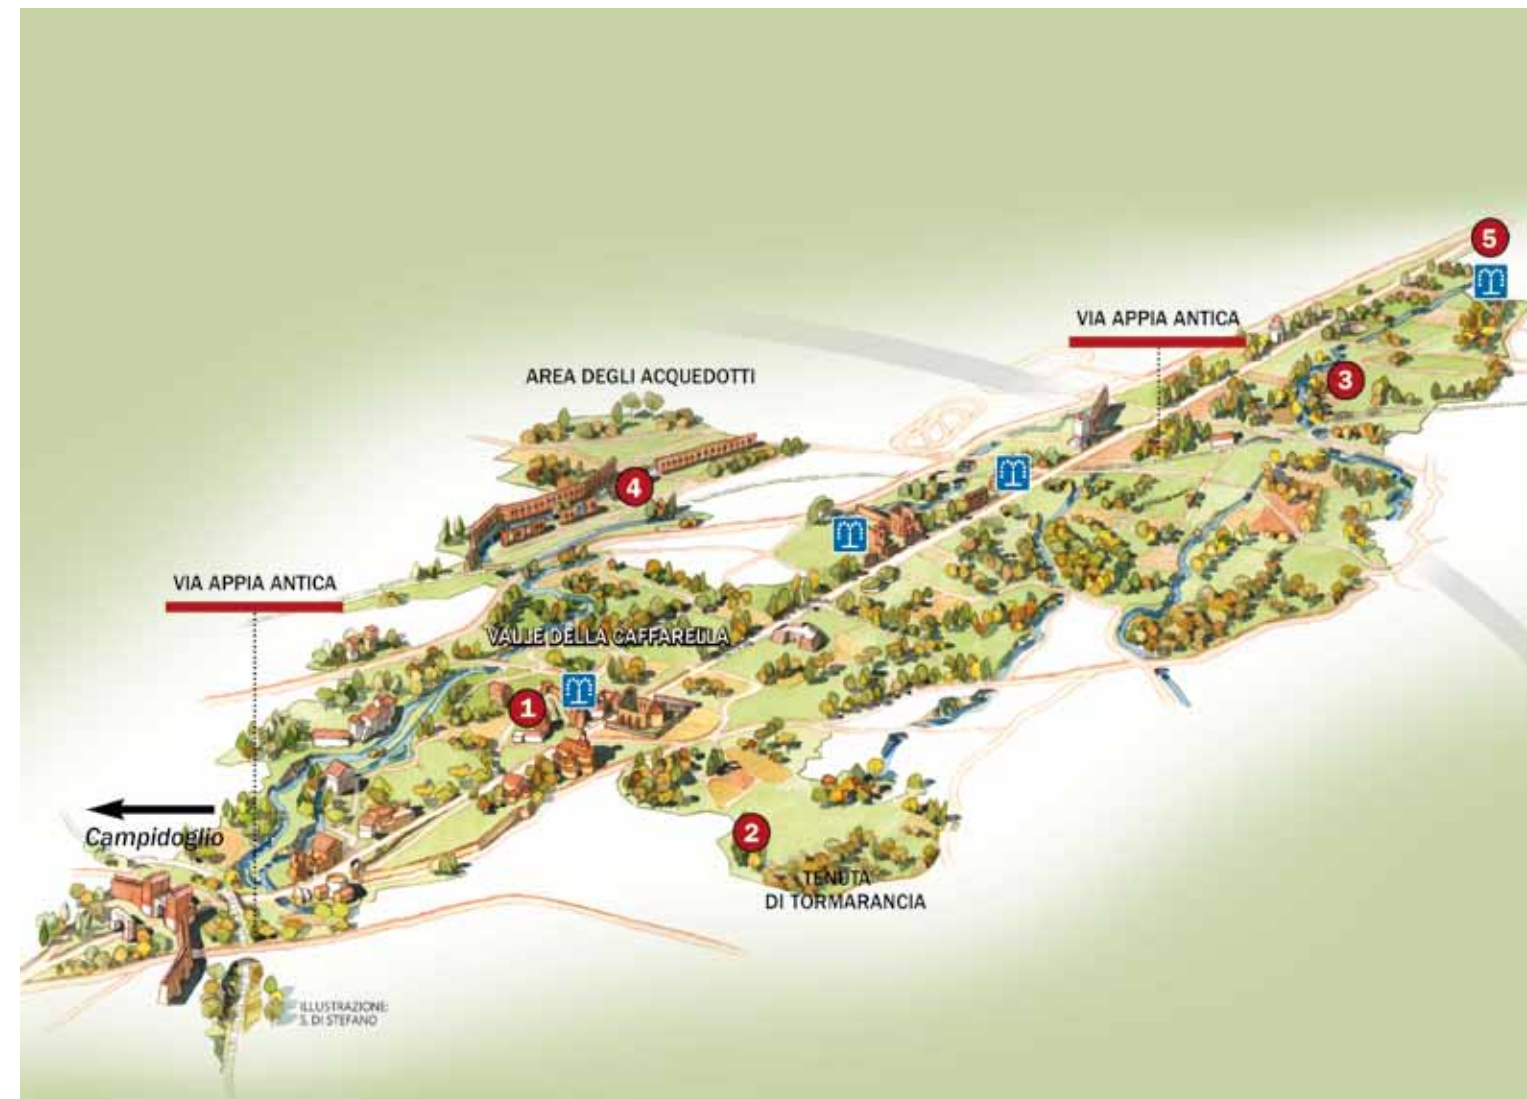 5
VIA APPIA ANTICA
3
AREA DEGLI ACQUEDOTTI
4
VIA APPIA ANTICA
VALLE DELLA CAFFARELLA
1
Campidoglio
2
TENUTA
DI TORMARANCIA
ILLUSTRAZIONE:
S. DI STEFANO